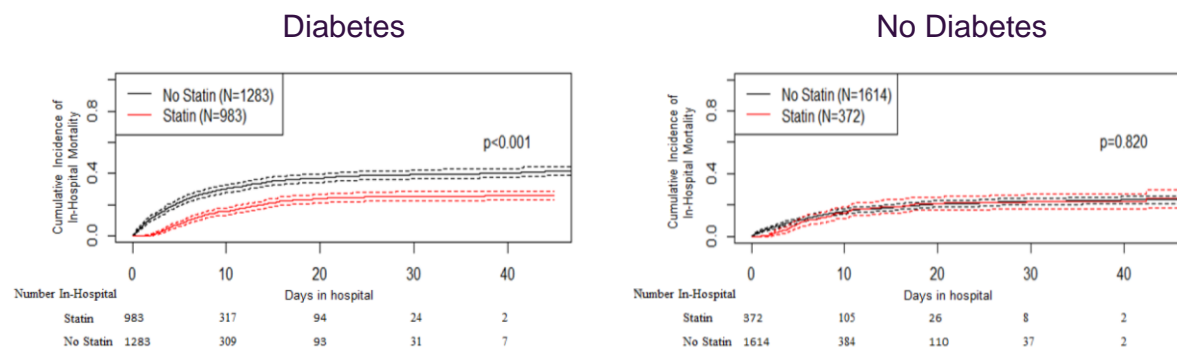 Diabetes
Cumulative Incidence of
In-Hospital Mortality
0.0 0.4 0.8
No Statin (N=1283)
Statin (N=983)
p<0.001
0 10 20 30 40
Days in hospital
Number In-Hospital
Statin 983 317 94 24 2
No Statin 1283 309 93 31 7
No Diabetes
Cumulative Incidence of
In-Hospital Mortality
0.0 0.4 0.8
No Statin (N=1614)
Statin (N=372)
p=0.820
0 10 20 30 40
Days in hospital
Number In-Hospital
Statin 372 105 26 8 2
No Statin 1614 384 110 37 2